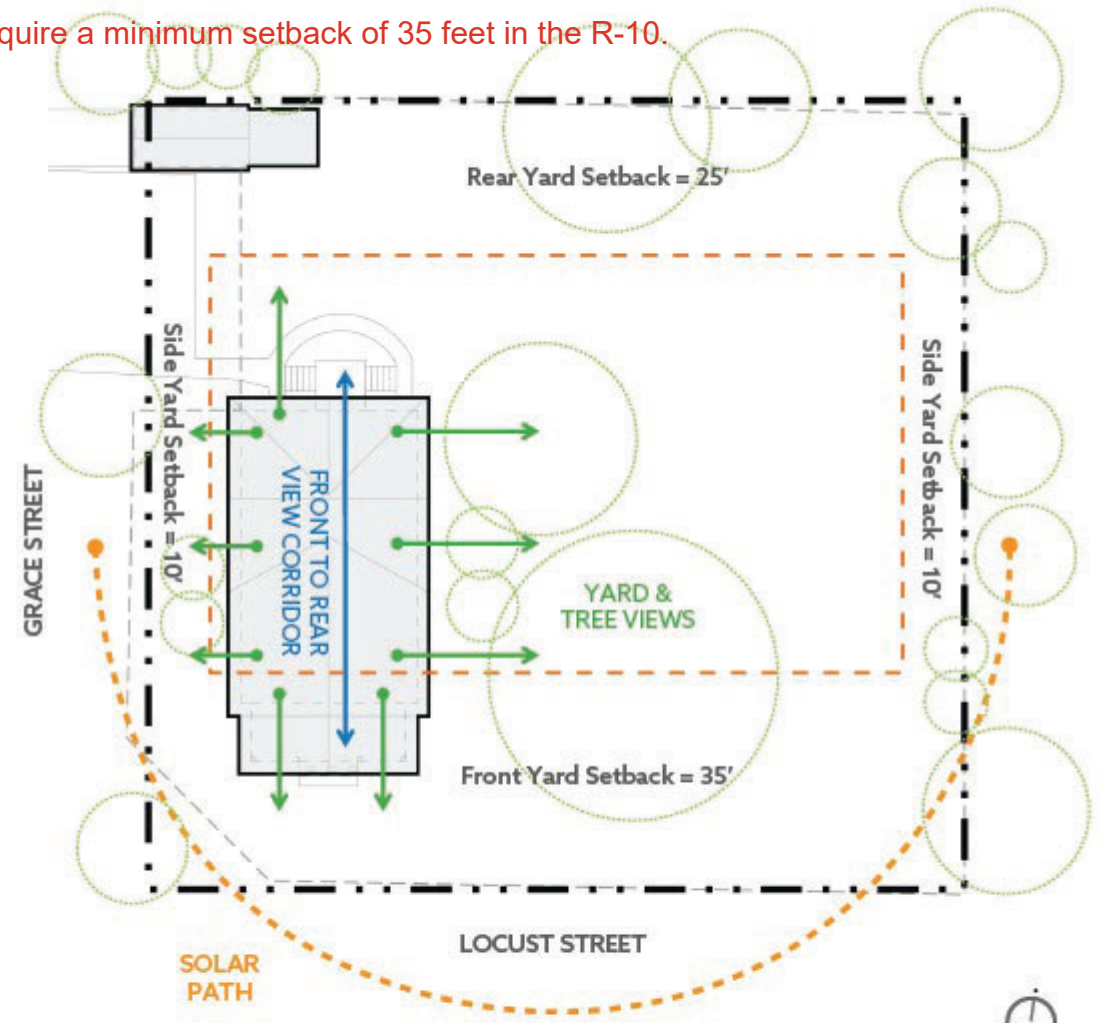 quire a minimum setback of 35 feet in the R-10.
Rear Yard Setback = 25'
Side Yard Setback = 10'
Side Yard Setback = 10'
GRACE STREET
FRONT TO REAR
VIEW CORRIDOR
YARD &
TREE VIEWS
Front Yard Setback = 35'
LOCUST STREET
SOLAR
PATH